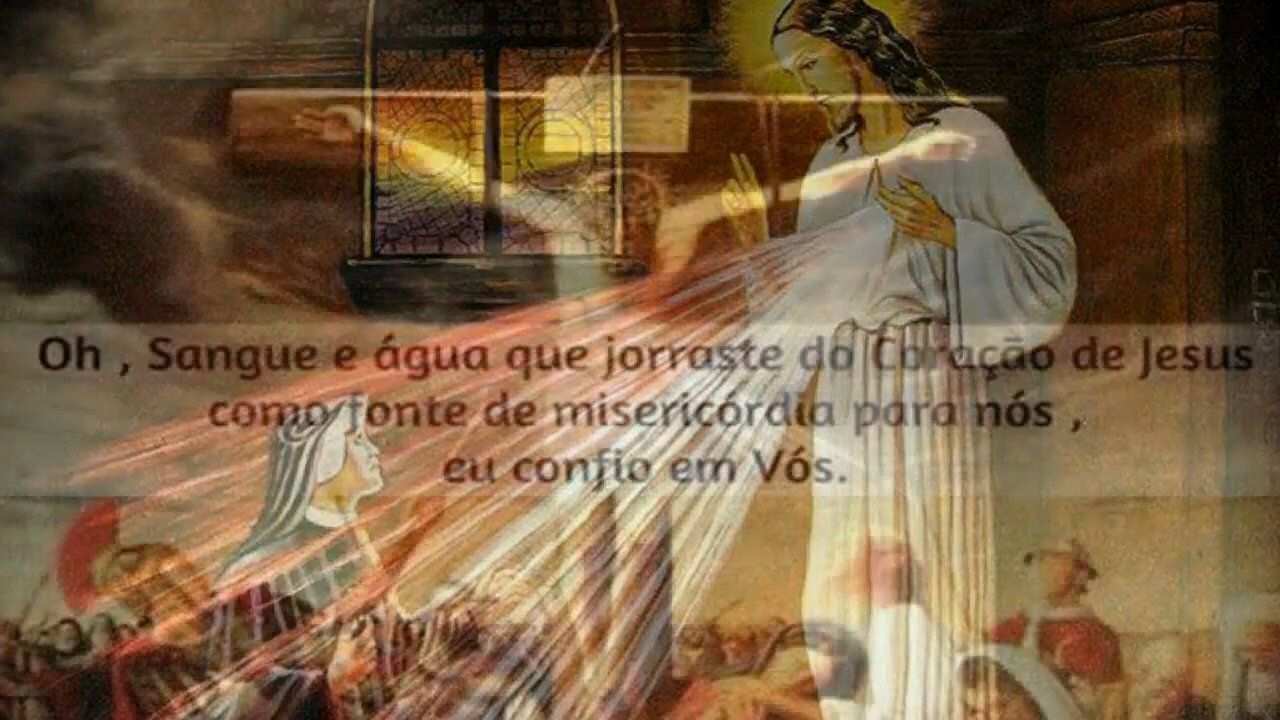 Oh , Sangue e água que jorraste do Coração de Jesus
como fonte de misericórdia para nós ,
eu confio em Vós.